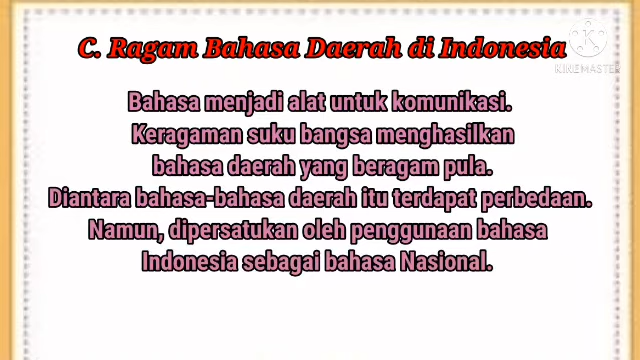 C. Ragam Bahasa Daerah di Indonesia
KINEMASTER
Bahasa menjadi alat untuk komunikasi.
Keragaman suku bangsa menghasilkan
bahasa daerah yang beragam pula.
Diantara bahasa-bahasa daerah itu terdapat perbedaan.
Namun, dipersatukan oleh penggunaan bahasa
Indonesia sebagai bahasa Nasional.